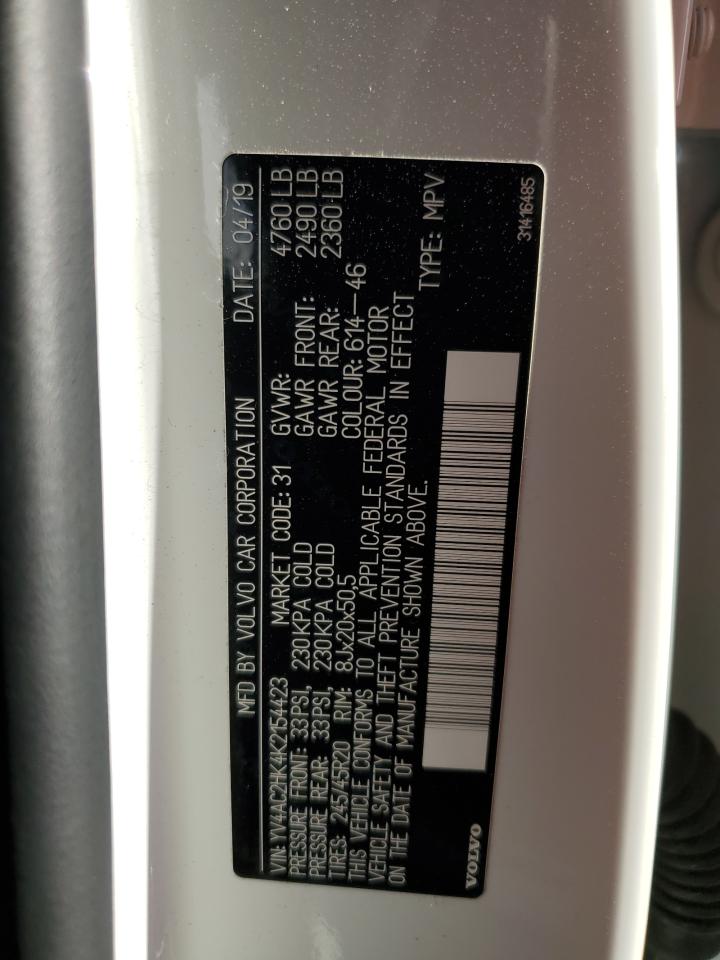 MFD BY VOLVO CAR CORPORATION DATE: 04/19
VIN: YV4AC2HK4K2154423 MARKET CODE: 31 GVWR: 4760 LB
PRESSURE FRONT: 33PSI, 230KPA COLD GAWR FRONT: 2490 LB
PRESSURE REAR: 33PSI, 230KPA COLD GAWR REAR: 2360 LB
TIRES: 245/45R20 RIM: 8Jx20x50,5 COLOUR: 614-46
THIS VEHICLE CONFORMS TO ALL APPLICABLE FEDERAL MOTOR
VEHICLE SAFETY AND THEFT PREVENTION STANDARDS IN EFFECT
ON THE DATE OF MANUFACTURE SHOWN ABOVE. TYPE: MPV
VOLVO 31416485